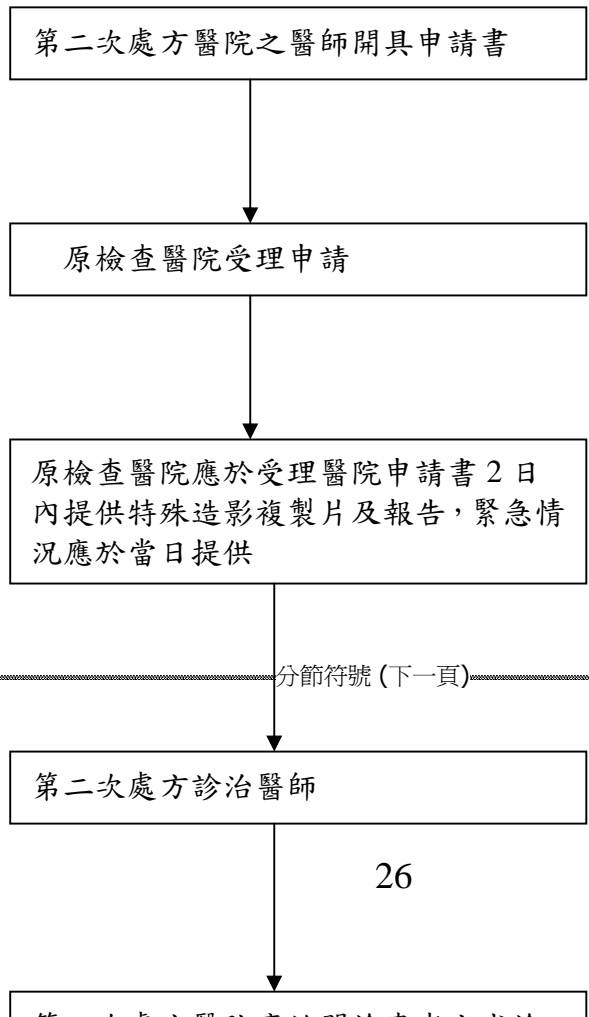 第二次處方醫院之醫師開具申請書
原檢查醫院受理申請
原檢查醫院應於受理醫院申請書 2 日
內提供特殊造影複製片及報告，緊急情
況應於當日提供
分節符號 (下一頁)
第二次處方診治醫師
26